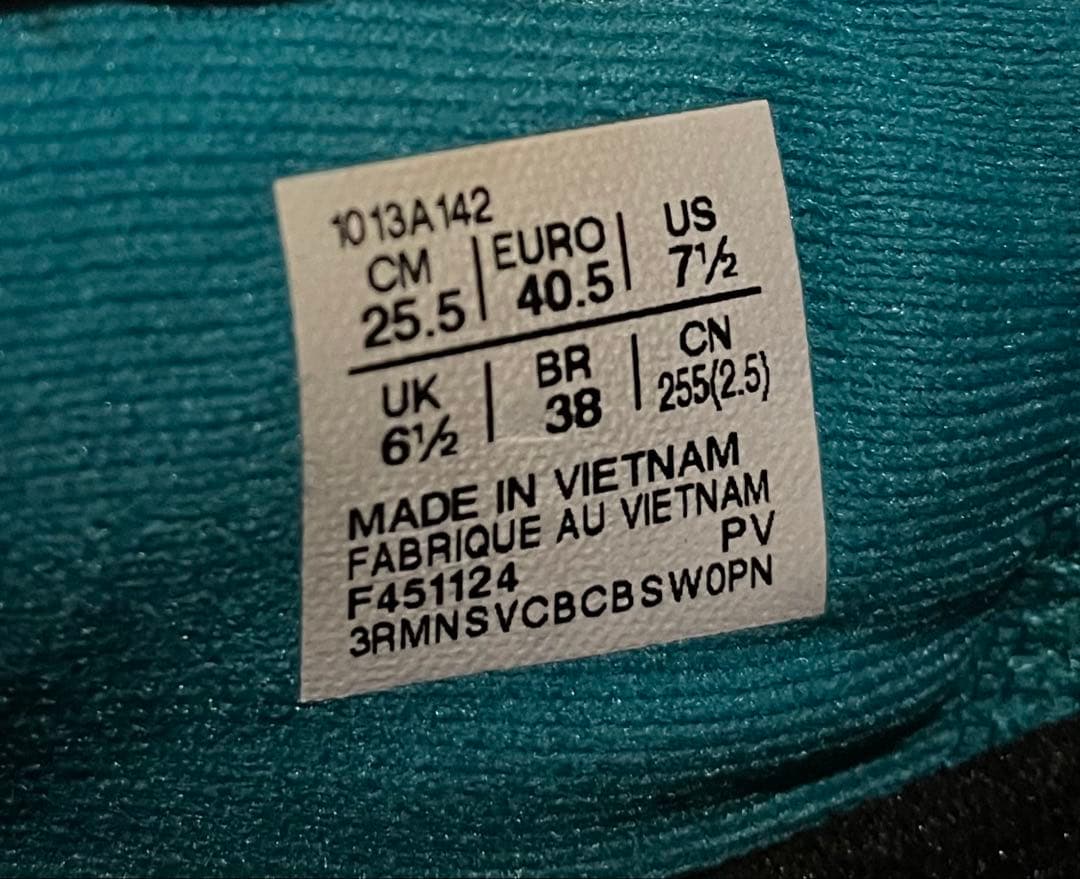 1013A142
CM | EURO | US
25.5 | 40.5 | 7½
UK | BR | CN
6½ | 38 | 255(2.5)
MADE IN VIETNAM
FABRIQUE AU VIETNAM
F451124 PV
3RMNSVCBCBSW0PN